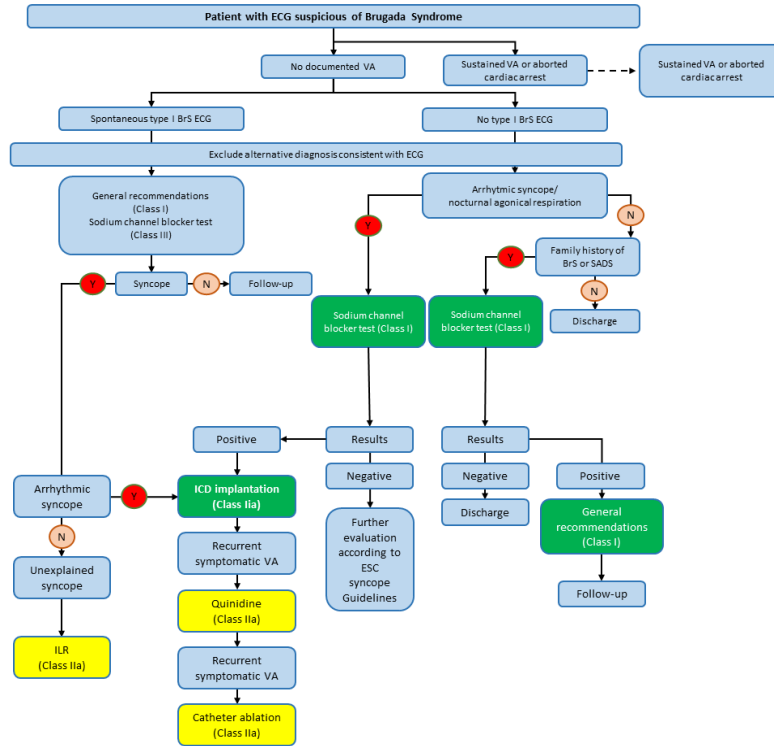 Patient with ECG suspicious of Brugada Syndrome
No documented VA
Sustained VA or aborted
cardiac arrest
Sustained VA or aborted
cardiac arrest
Spontaneous type I BrS ECG
No type I BrS ECG
Exclude alternative diagnosis consistent with ECG
General recommendations
(Class I)
Sodium channel blocker test
(Class III)
Arrhytmic syncope/
nocturnal agonical respiration
Y
N
Family history of
BrS or SADS
Y
N
Discharge
Y
Syncope
N
Follow-up
Sodium channel
blocker test (Class I)
Sodium channel
blocker test (Class I)
Positive
Results
Results
Negative
Negative
Positive
Arrhythmic
syncope
Y
ICD implantation
(Class IIa)
Further
evaluation
according to
ESC
syncope
Guidelines
Discharge
General
recommendations
(Class I)
N
Recurrent
symptomatic VA
Unexplained
syncope
Follow-up
Quinidine
(Class IIa)
ILR
(Class IIa)
Recurrent
symptomatic VA
Catheter ablation
(Class IIa)